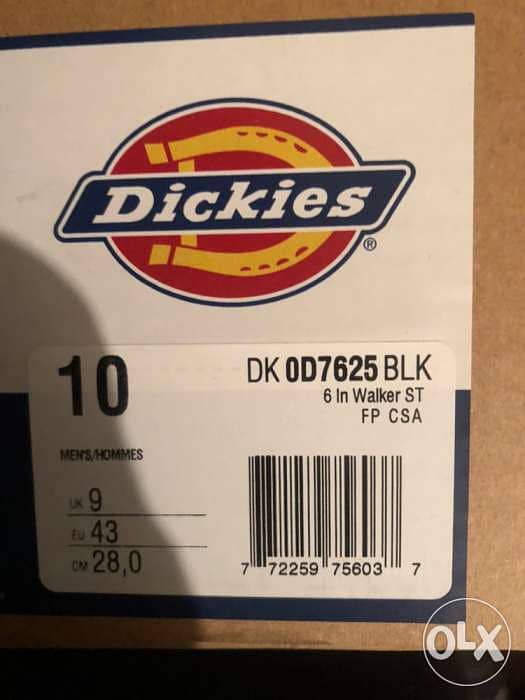 Dickies
®
10
MEN'S/HOMMES
UK 9
EU 43
CM 28,0
DK 0D7625 BLK
6 In Walker ST
FP CSA
7 72259 75603 7
OLX